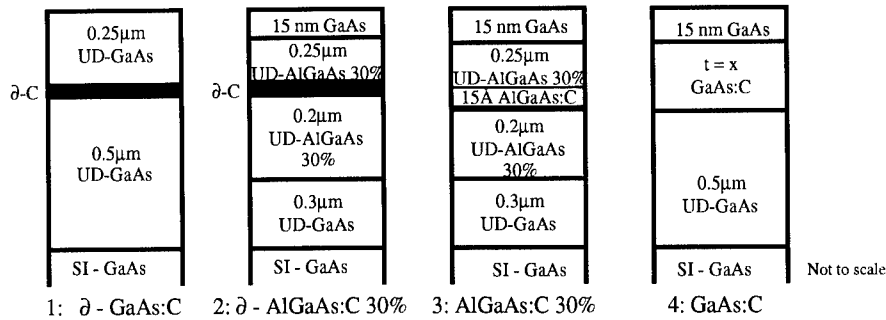 0.25µm
UD-GaAs
∂-C
0.5µm
UD-GaAs
SI - GaAs
1: ∂ - GaAs:C
15 nm GaAs
0.25µm
UD-AlGaAs 30%
∂-C
0.2µm
UD-AlGaAs
30%
0.3µm
UD-GaAs
SI - GaAs
2: ∂ - AlGaAs:C 30%
15 nm GaAs
0.25µm
UD-AlGaAs 30%
15Å AlGaAs:C
0.2µm
UD-AlGaAs
30%
0.3µm
UD-GaAs
SI - GaAs
3: AlGaAs:C 30%
15 nm GaAs
t = x
GaAs:C
0.5µm
UD-GaAs
SI - GaAs
4: GaAs:C
Not to scale